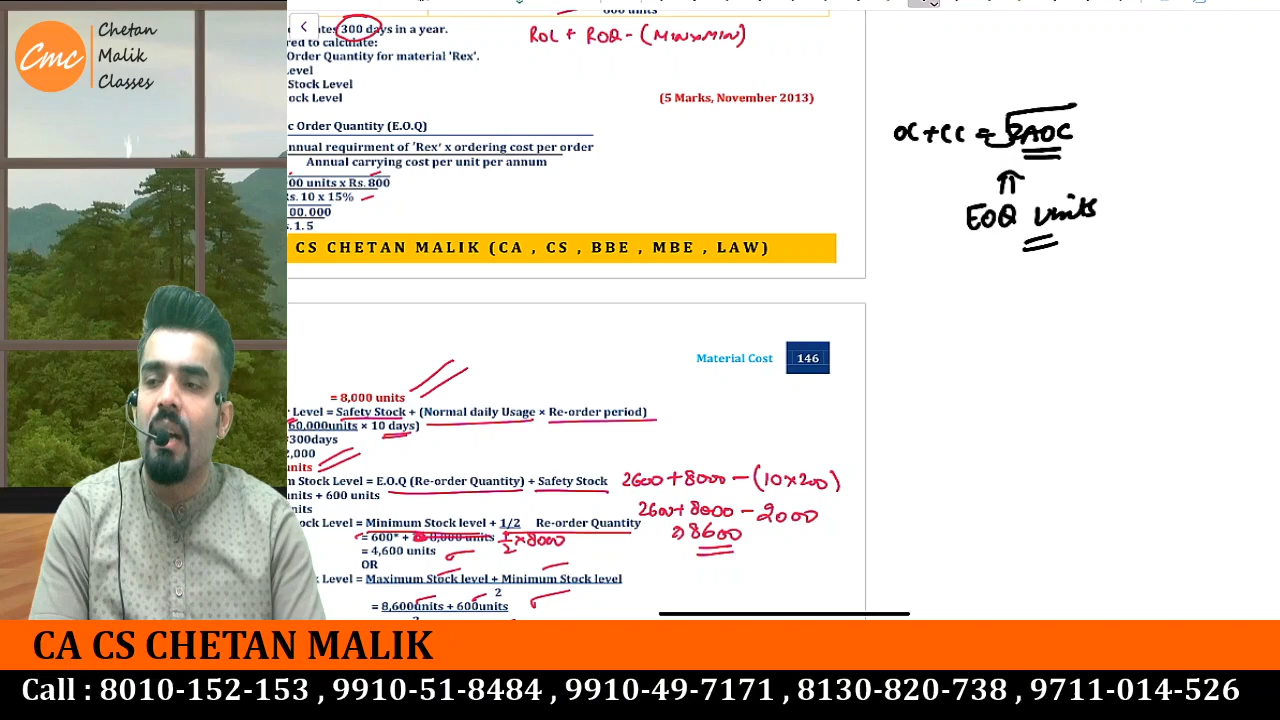 Chetan
Malik
Classes
Cmc
300 days in a year.
red to calculate:
Order Quantity for material 'Rex'.
Level
Stock Level
ock Level
(5 Marks, November 2013)
ROL + ROQ - (MIN×MIN)
c Order Quantity (E.O.Q)
nnual requirment of 'Rex' x ordering cost per order
Annual carrying cost per unit per annum
00 units x Rs. 800
Rs. 10 x 15%
00.000
s. 1.5
CS CHETAN MALIK (CA , CS , BBE , MBE , LAW)
OC + CC = √2AOC
EOQ units
Material Cost 146
= 8,000 units
r Level = Safety Stock + (Normal daily Usage × Re-order period)
60,000units × 10 days)
300days
2,000
units
m Stock Level = E.O.Q (Re-order Quantity) + Safety Stock
units + 600 units
nits
tock Level = Minimum Stock level + 1/2 Re-order Quantity
= 600* + 8,000 units 1/2 × 8000
= 4,600 units
OR
k Level = Maximum Stock level + Minimum Stock level
2
= 8,600units + 600units
2600 + 8000 - (10×200)
2600 + 8000 - 2000
= 8600
CA CS CHETAN MALIK
Call : 8010-152-153 , 9910-51-8484 , 9910-49-7171 , 8130-820-738 , 9711-014-526